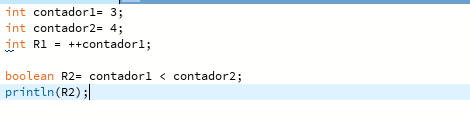 int contador1= 3;
int contador2= 4;
int R1 = ++contador1;
boolean R2= contador1 < contador2;
println(R2);